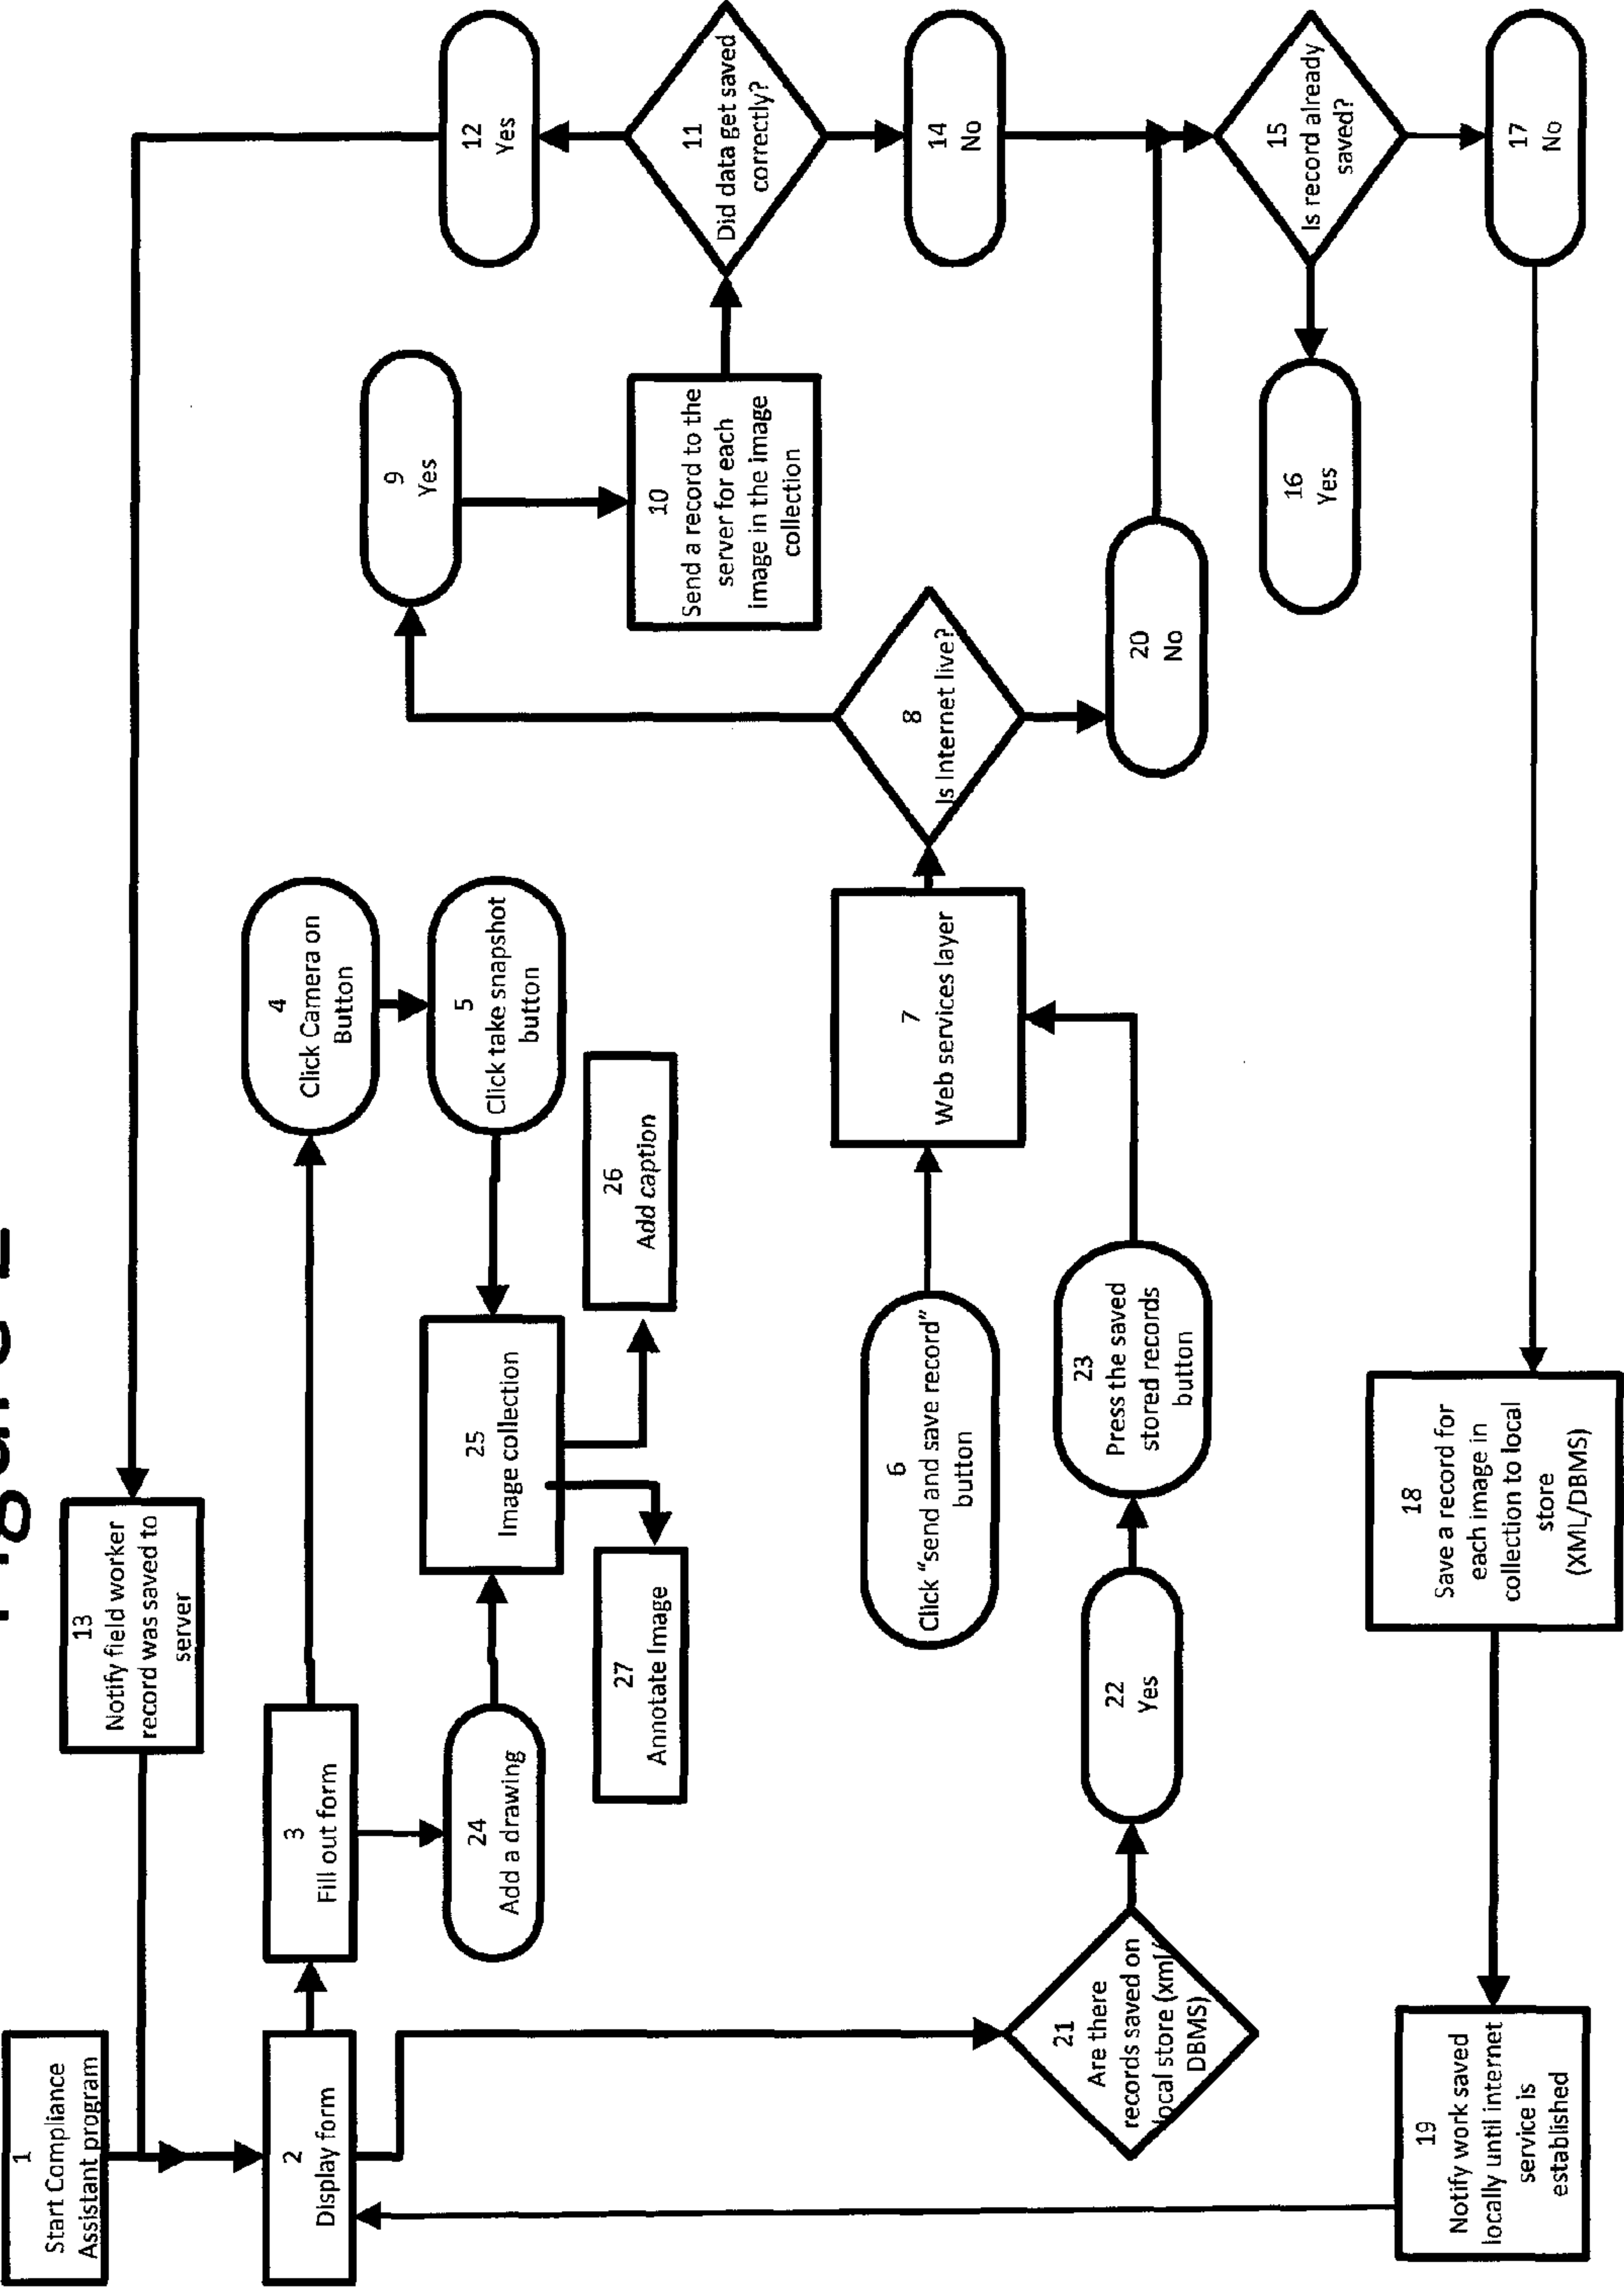 1
Start Compliance
Assistant program
2
Display form
3
Fill out form
4
Click Camera on
Button
5
Click take snapshot
button
6
Click “send and save record”
button
7
Web services layer
8
Is Internet live?
9
Yes
10
Send a record to the
server for each
image in the image
collection
11
Did data get saved
correctly?
12
Yes
13
Notify field worker
record was saved to
server
14
No
15
Is record already
saved?
16
Yes
17
No
18
Save a record for
each image in
collection to local
store
(XML/DBMS)
19
Notify work saved
locally until internet
service is
established
20
No
21
Are there
records saved on
local store (xml/
DBMS)
22
Yes
23
Press the saved
stored records
button
24
Add a drawing
25
Image collection
26
Add caption
27
Annotate Image